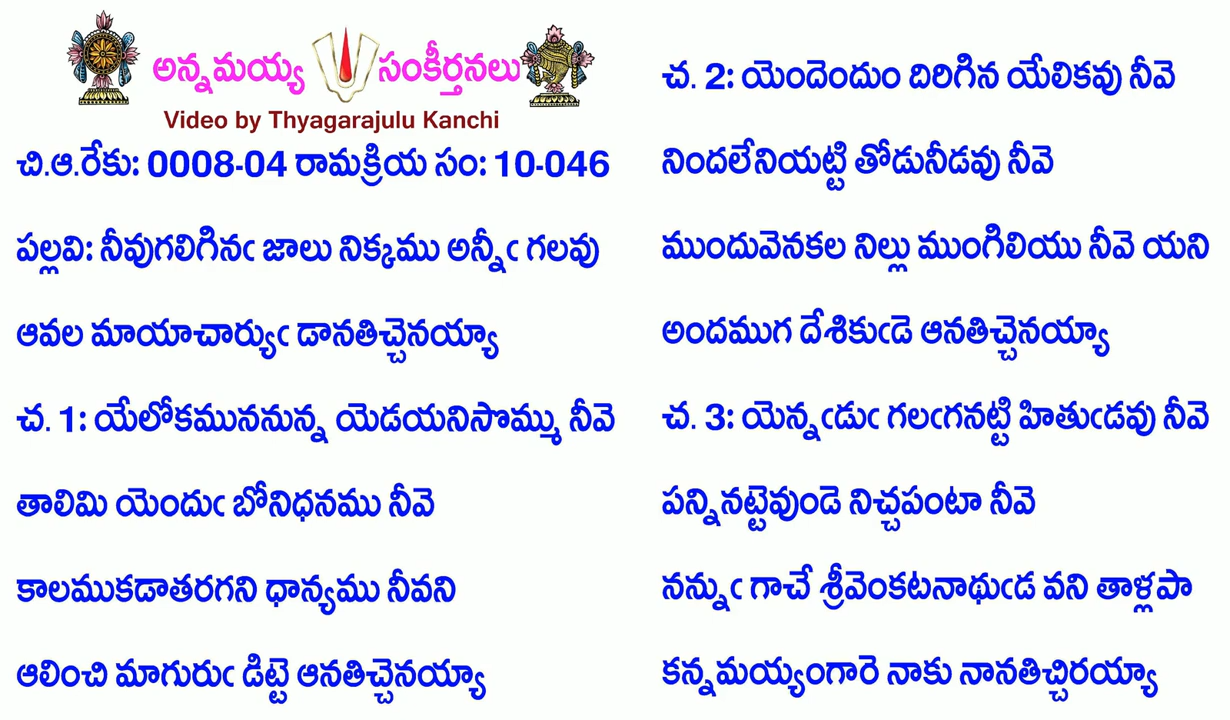 అన్నమయ్య సంకీర్తనలు
Video by Thyagarajulu Kanchi
చి.ఆ.రేకు: 0008-04 రామక్రియ సం: 10-046
పల్లవి: నీవుగలిగినఁ జాలు నిక్కము అన్నీఁ గలవు
ఆవల మాయాచార్యుఁ డానతిచ్చెనయ్యా
చ. 1: యేలోకముననున్న యెడయనిసొమ్ము నీవె
తాలిమి యెందుఁ బోనిధనము నీవె
కాలముకడాతరగని ధాన్యము నీవని
ఆలించి మాగురుఁ డిట్టె ఆనతిచ్చెనయ్యా
చ. 2: యెందెందుం దిరిగిన యేలికవు నీవె
నిందలేనియట్టి తోడునీడవు నీవె
ముందువెనకల నిల్లు ముంగిలియు నీవె యని
అందముగ దేశికుఁడె ఆనతిచ్చెనయ్యా
చ. 3: యెన్నఁడుఁ గలఁగనట్టి హితుఁడవు నీవె
పన్నినట్టెవుండె నిచ్చపంటా నీవె
నన్నుఁ గాచే శ్రీవెంకటనాథుఁడ వని తాళ్లపా
కన్నమయ్యంగారె నాకు నానతిచ్చిరయ్యా